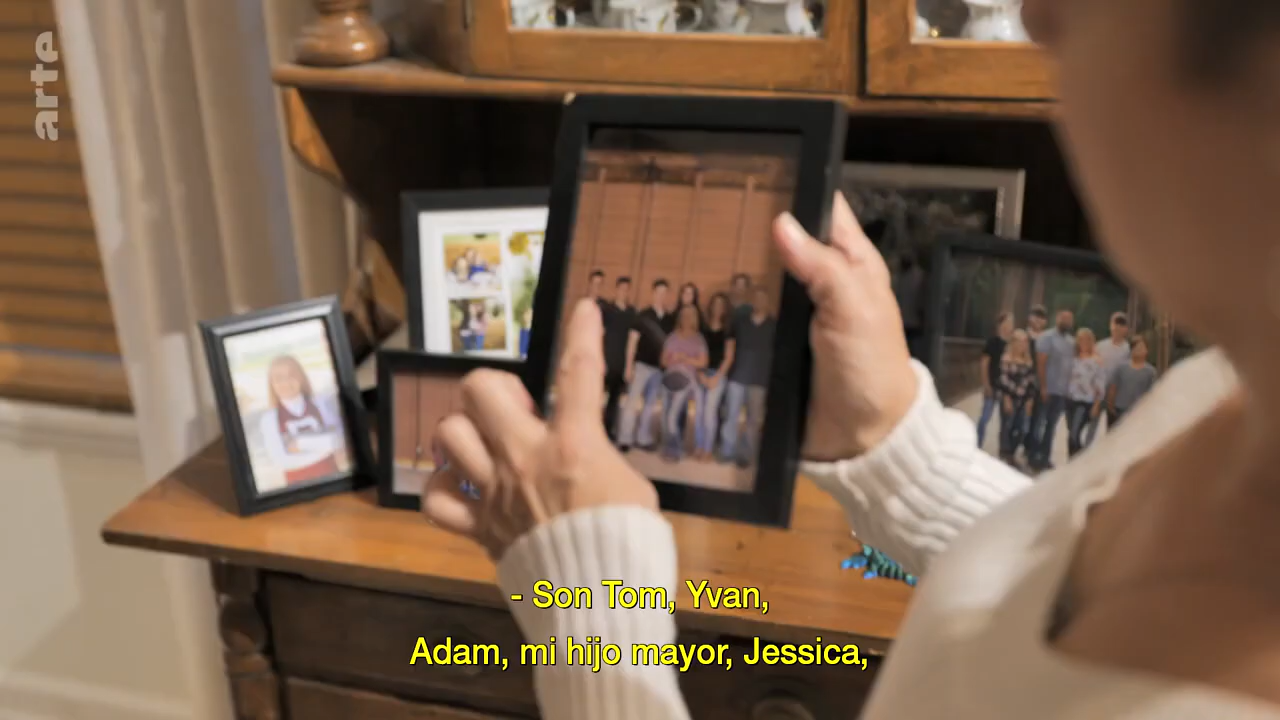 arte
- Son Tom, Yvan,
Adam, mi hijo mayor, Jessica,